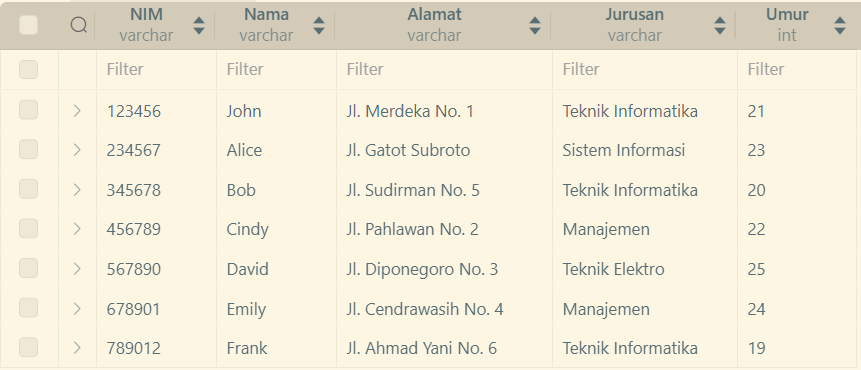 NIM Nama Alamat Jurusan Umur
varchar varchar varchar varchar int
Filter Filter Filter Filter Filter
123456 John Jl. Merdeka No. 1 Teknik Informatika 21
234567 Alice Jl. Gatot Subroto Sistem Informasi 23
345678 Bob Jl. Sudirman No. 5 Teknik Informatika 20
456789 Cindy Jl. Pahlawan No. 2 Manajemen 22
567890 David Jl. Diponegoro No. 3 Teknik Elektro 25
678901 Emily Jl. Cendrawasih No. 4 Manajemen 24
789012 Frank Jl. Ahmad Yani No. 6 Teknik Informatika 19